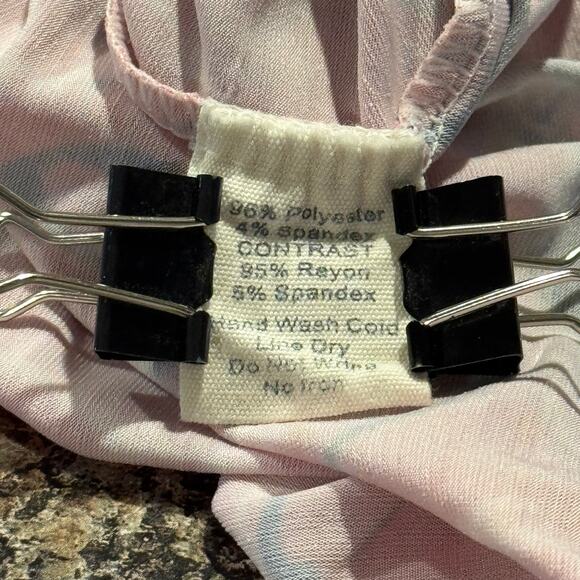 96% Polyester
4% Spandex
CONTRAST
95% Rayon
5% Spandex
Hand Wash Cold
Line Dry
Do Not Wring
No Iron